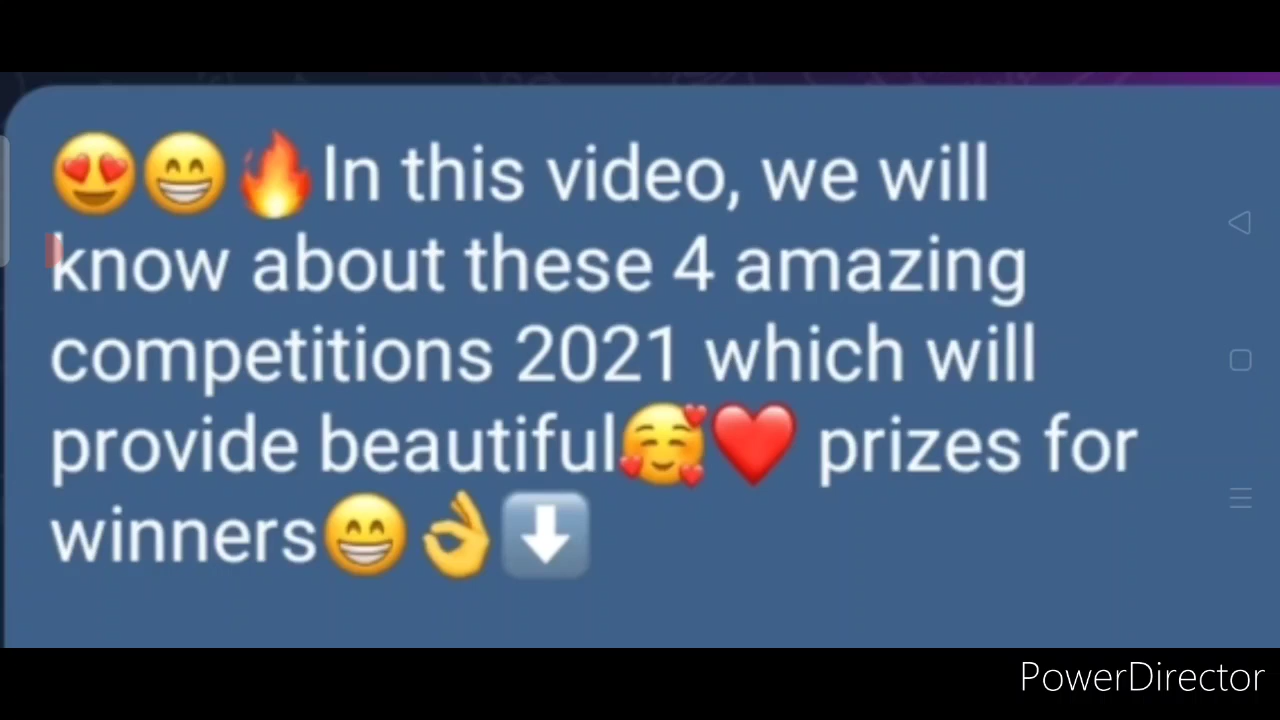 😍😁🔥In this video, we will
know about these 4 amazing
competitions 2021 which will
provide beautiful🥰❤️ prizes for
winners😁👌⬇️
PowerDirector